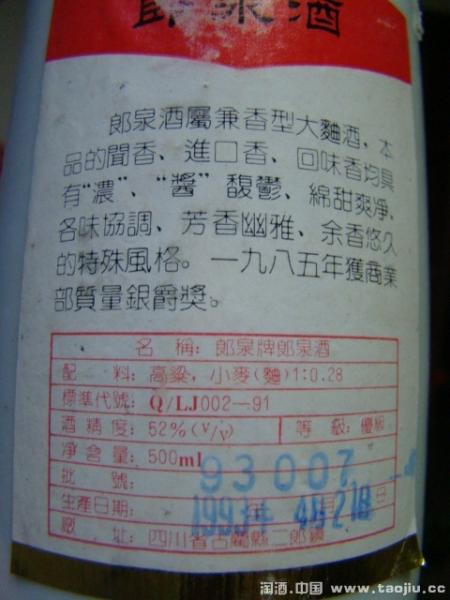 郎泉酒
郎泉酒屬兼香型大麯酒,本
品的聞香、進口香、回味香均具
有“濃”、“醬”馥鬱、綿甜爽净、
各味協調、芳香幽雅、余香悠久
的特殊風格。一九八五年獲商業
部質量銀爵獎。
名 稱: 郎泉牌郎泉酒
配 料: 高粱,小麥(麯)1:0.28
標準代號: Q/LJ002—91
酒精度: 52%(V/V) 等 級: 優級
净含量: 500ml
批 號: 93007
生產日期: 1993年 4月21日
廠 址: 四川省古藺縣二郎鎮
淘酒.中国 www.taojiu.cc